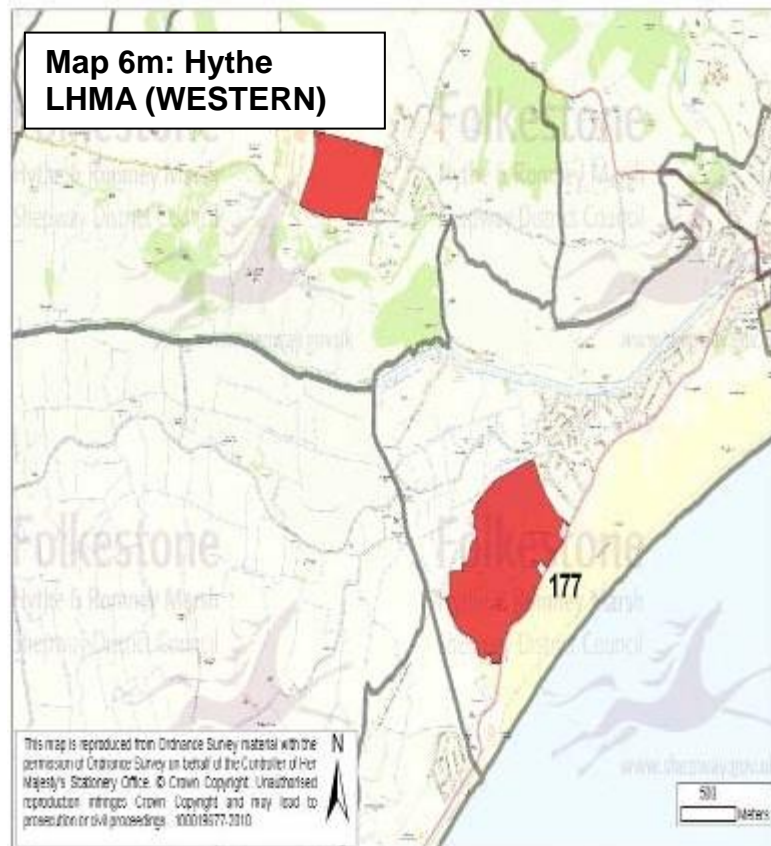 Map 6m: Hythe
LHMA (WESTERN)
Folkestone
Folkestone
Hythe & Romney Marsh
Hythe & Romney Marsh
Shepway District Council
Shepway District Council
www.shepway.gov.uk
Folkestone
Folkestone
177
Hythe & Romney Marsh
Romney Marsh
Shepway District Council
District Council
www.shepway.gov.uk
This map is reproduced from Ordnance Survey material with the
permission of Ordnance Survey on behalf of the Controller of Her
Majesty's Stationery Office. © Crown Copyright. Unauthorised
reproduction infringes Crown Copyright and may lead to
prosecution or civil proceedings. 100019677-2010
N
500
Meters